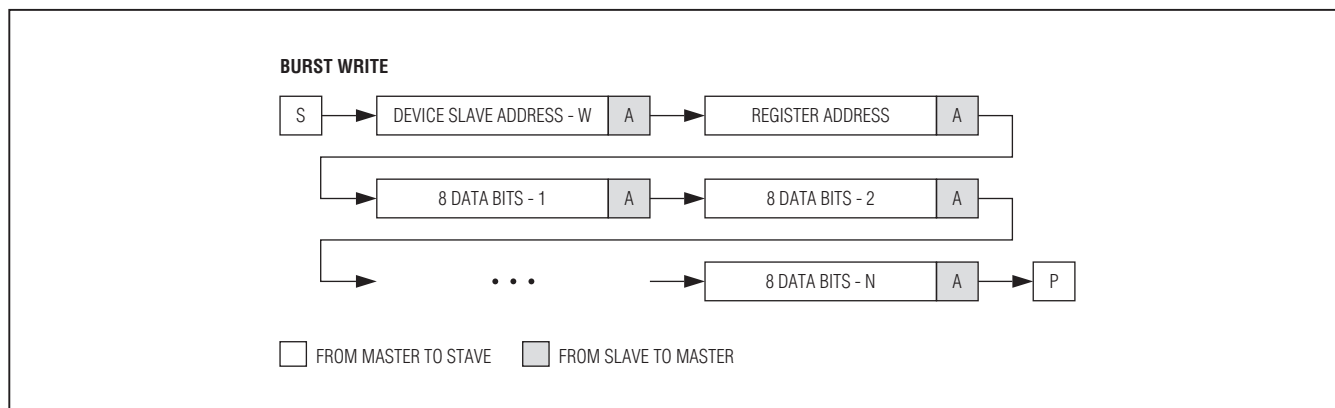 BURST WRITE
S DEVICE SLAVE ADDRESS - W A REGISTER ADDRESS A
8 DATA BITS - 1 A 8 DATA BITS - 2 A
• • • 8 DATA BITS - N A P
FROM MASTER TO STAVE FROM SLAVE TO MASTER